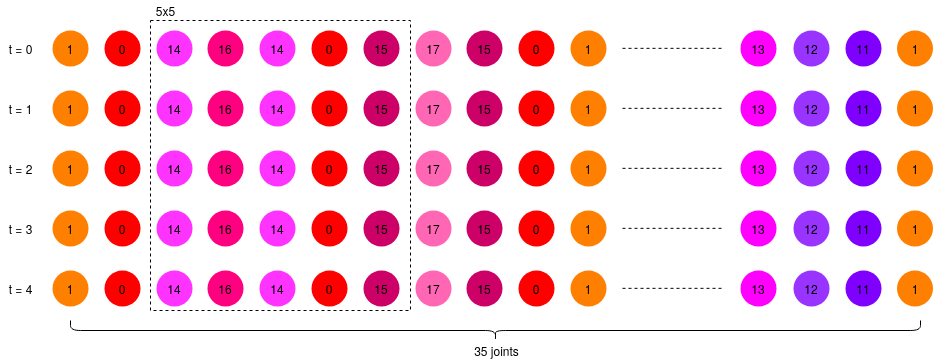 5x5
t = 0 1 0 14 16 14 0 15 17 15 0 1 13 12 11 1
t = 1 1 0 14 16 14 0 15 17 15 0 1 13 12 11 1
t = 2 1 0 14 16 14 0 15 17 15 0 1 13 12 11 1
t = 3 1 0 14 16 14 0 15 17 15 0 1 13 12 11 1
t = 4 1 0 14 16 14 0 15 17 15 0 1 13 12 11 1
35 joints